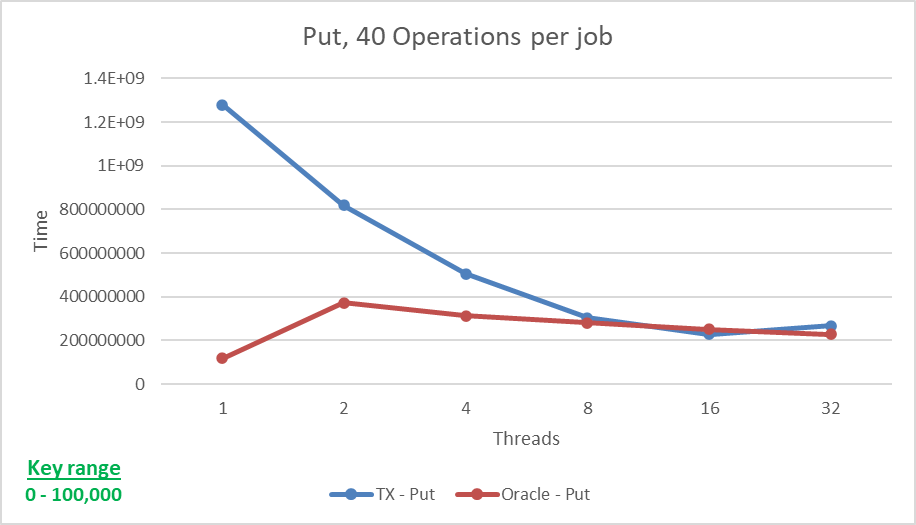 Put, 40 Operations per job
1.4E+09
1.2E+09
1E+09
800000000
600000000
400000000
200000000
0
Time
1 2 4 8 16 32
Threads
Key range
0 - 100,000
TX - Put Oracle - Put